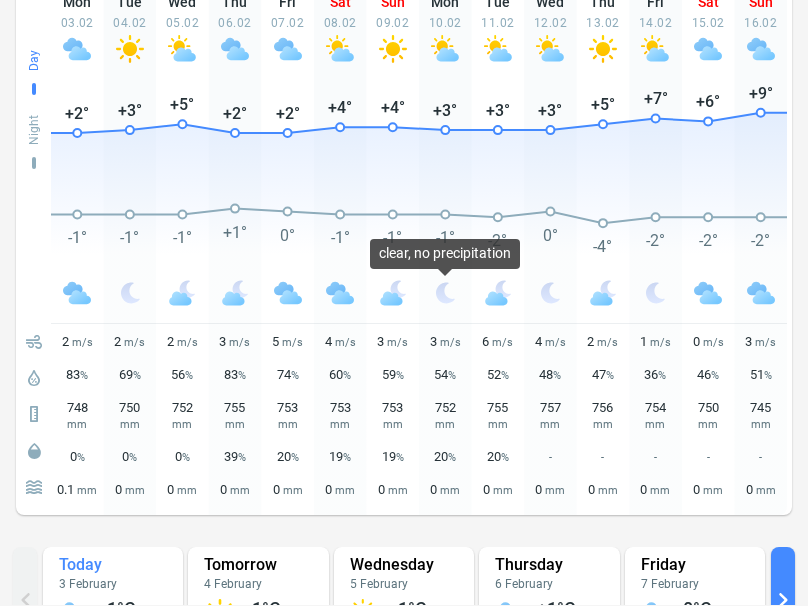 Mon Tue Wed Thu Fri Sat Sun Mon Tue Wed Thu Fri Sat Sun
03.02 04.02 05.02 06.02 07.02 08.02 09.02 10.02 11.02 12.02 13.02 14.02 15.02 16.02
Day
Night
+2° +3° +5° +2° +2° +4° +4° +3° +3° +3° +5° +7° +6° +9°
-1° -1° -1° +1° 0° -1° -1° -1° -2° 0° -4° -2° -2° -2°
clear, no precipitation
2 m/s 2 m/s 2 m/s 3 m/s 5 m/s 4 m/s 3 m/s 3 m/s 6 m/s 4 m/s 2 m/s 1 m/s 0 m/s 3 m/s
83% 69% 56% 83% 74% 60% 59% 54% 52% 48% 47% 36% 46% 51%
748 750 752 755 753 753 753 752 755 757 756 754 750 745
mm mm mm mm mm mm mm mm mm mm mm mm mm mm
0% 0% 0% 39% 20% 19% 19% 20% 20% - - - - -
0.1 mm 0 mm 0 mm 0 mm 0 mm 0 mm 0 mm 0 mm 0 mm 0 mm 0 mm 0 mm 0 mm 0 mm
Today Tomorrow Wednesday Thursday Friday
3 February 4 February 5 February 6 February 7 February